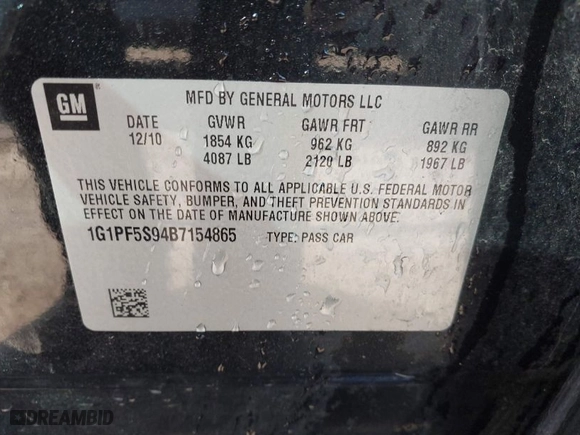 GM
MFD BY GENERAL MOTORS LLC
DATE GVWR GAWR FRT GAWR RR
12/10 1854 KG 962 KG 892 KG
4087 LB 2120 LB 1967 LB
THIS VEHICLE CONFORMS TO ALL APPLICABLE U.S. FEDERAL MOTOR
VEHICLE SAFETY, BUMPER, AND THEFT PREVENTION STANDARDS IN
EFFECT ON THE DATE OF MANUFACTURE SHOWN ABOVE.
1G1PF5S94B7154865 TYPE: PASS CAR
DREAMBID